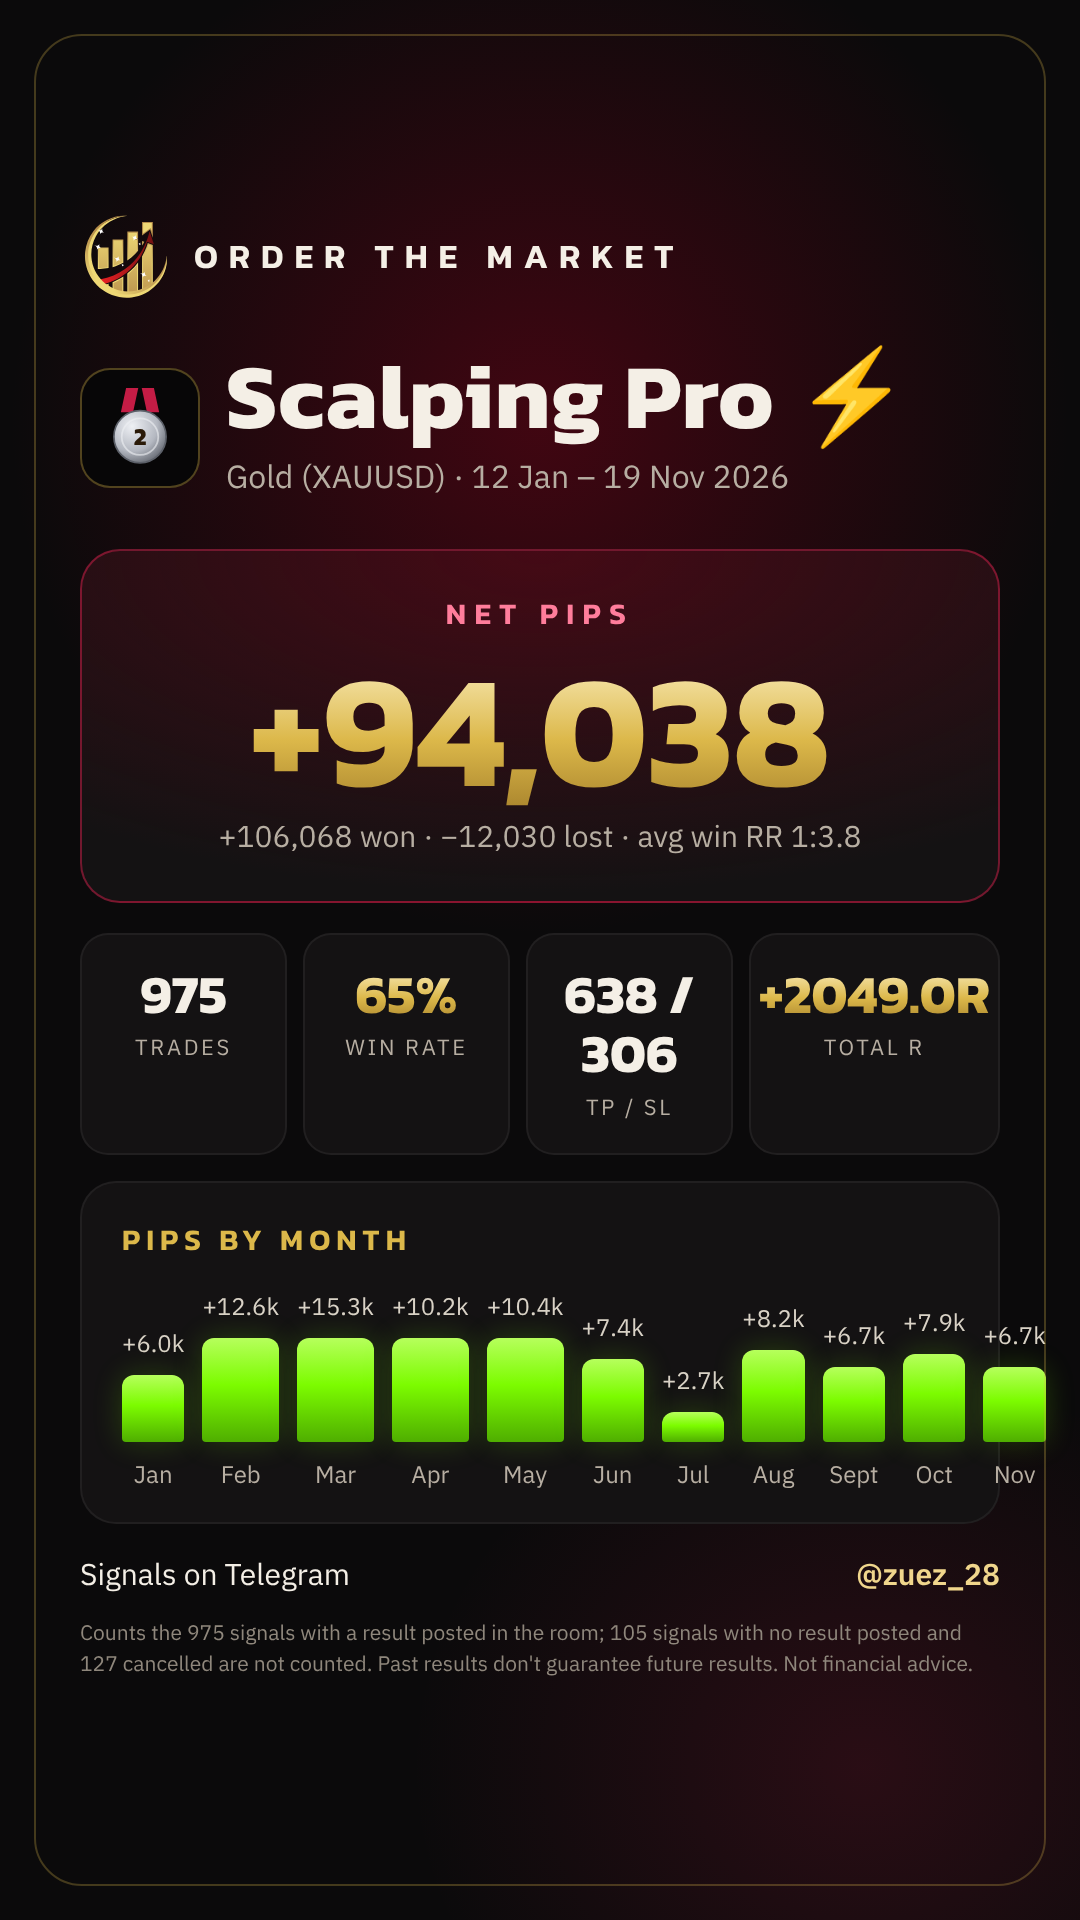 ORDER THE MARKET
2
Scalping Pro ⚡
Gold (XAUUSD) · 12 Jan – 19 Nov 2026
NET PIPS
+94,038
+106,068 won · −12,030 lost · avg win RR 1:3.8
975
TRADES
65%
WIN RATE
638 /
306
TP / SL
+2049.0R
TOTAL R
PIPS BY MONTH
+6.0k +12.6k +15.3k +10.2k +10.4k +7.4k +2.7k +8.2k +6.7k +7.9k +6.7k
Jan Feb Mar Apr May Jun Jul Aug Sept Oct Nov
Signals on Telegram @zuez_28
Counts the 975 signals with a result posted in the room; 105 signals with no result posted and
127 cancelled are not counted. Past results don't guarantee future results. Not financial advice.